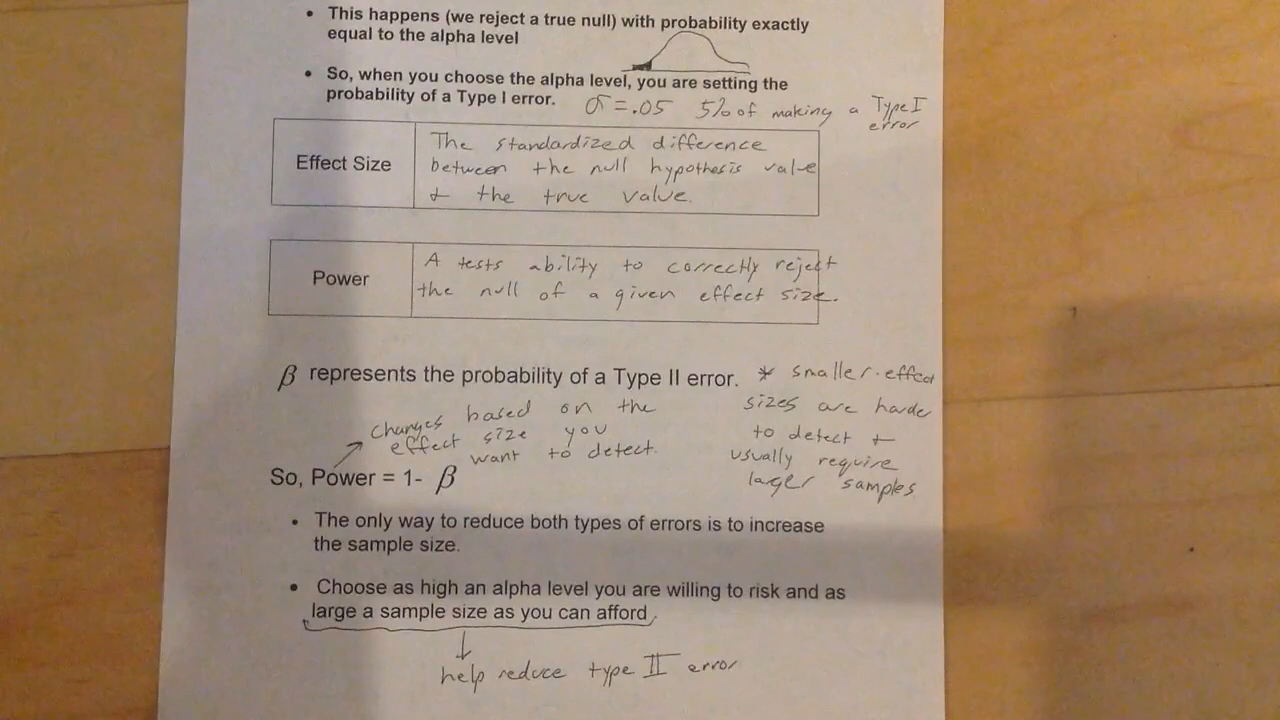 • This happens (we reject a true null) with probability exactly
equal to the alpha level
• So, when you choose the alpha level, you are setting the
probability of a Type I error. σ = .05 5% of making a Type I
error
Effect Size
The standardized difference
between the null hypothesis value
& the true value.
Power
A tests ability to correctly reject
the null of a given effect size.
β represents the probability of a Type II error.
* smaller effect
sizes are harder
to detect &
usually require
larger samples
changes based on the
effect size you
want to detect.
So, Power = 1- β
• The only way to reduce both types of errors is to increase
the sample size.
• Choose as high an alpha level you are willing to risk and as
large a sample size as you can afford.
help reduce type II error